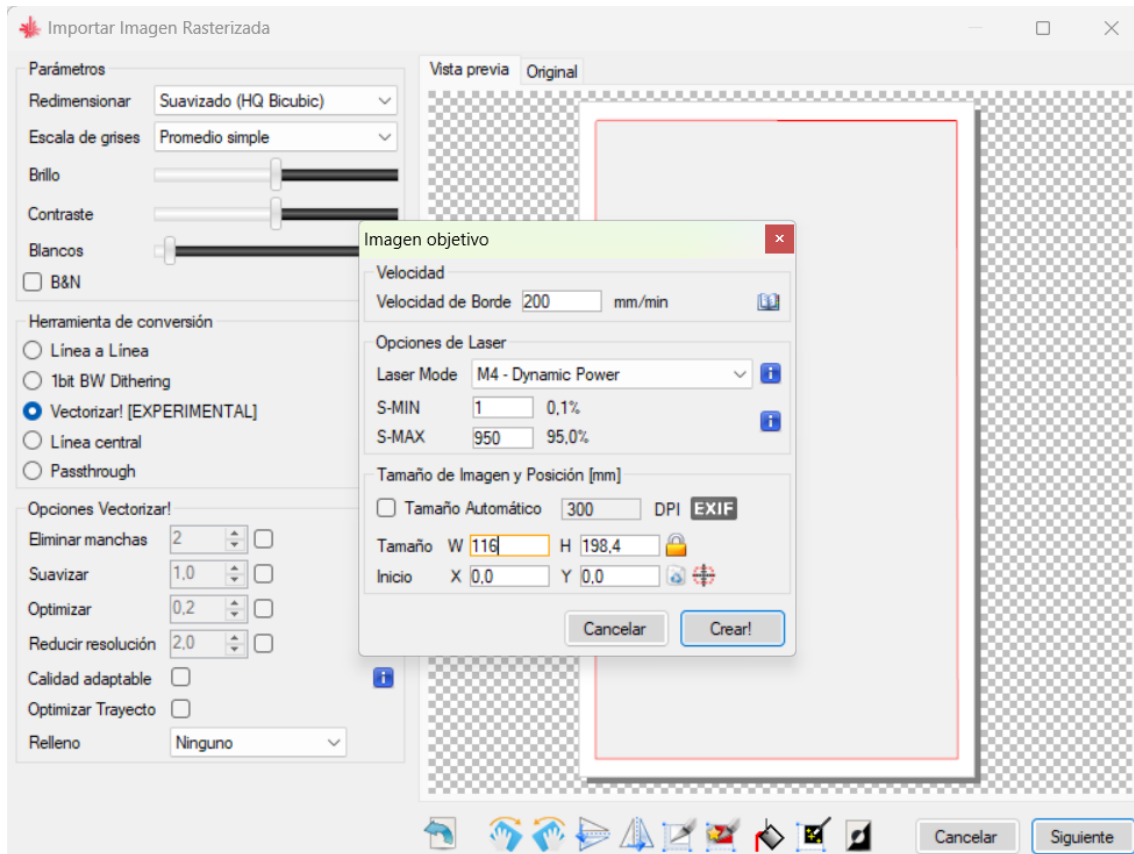 Importar Imagen Rasterizada
Parámetros
Redimensionar Suavizado (HQ Bicubic)
Escala de grises Promedio simple
Brillo
Contraste
Blancos
B&N
Herramienta de conversión
Línea a Línea
1bit BW Dithering
Vectorizar! [EXPERIMENTAL]
Línea central
Passthrough
Opciones Vectorizar!
Eliminar manchas 2
Suavizar 1,0
Optimizar 0,2
Reducir resolución 2,0
Calidad adaptable
Optimizar Trayecto
Relleno Ninguno
Vista previa Original
Imagen objetivo
Velocidad
Velocidad de Borde 200 mm/min
Opciones de Laser
Laser Mode M4 - Dynamic Power
S-MIN 1 0,1%
S-MAX 950 95,0%
Tamaño de Imagen y Posición [mm]
Tamaño Automático 300 DPI EXIF
Tamaño W 116 H 198,4
Inicio X 0,0 Y 0,0
Cancelar Crear!
Cancelar Siguiente